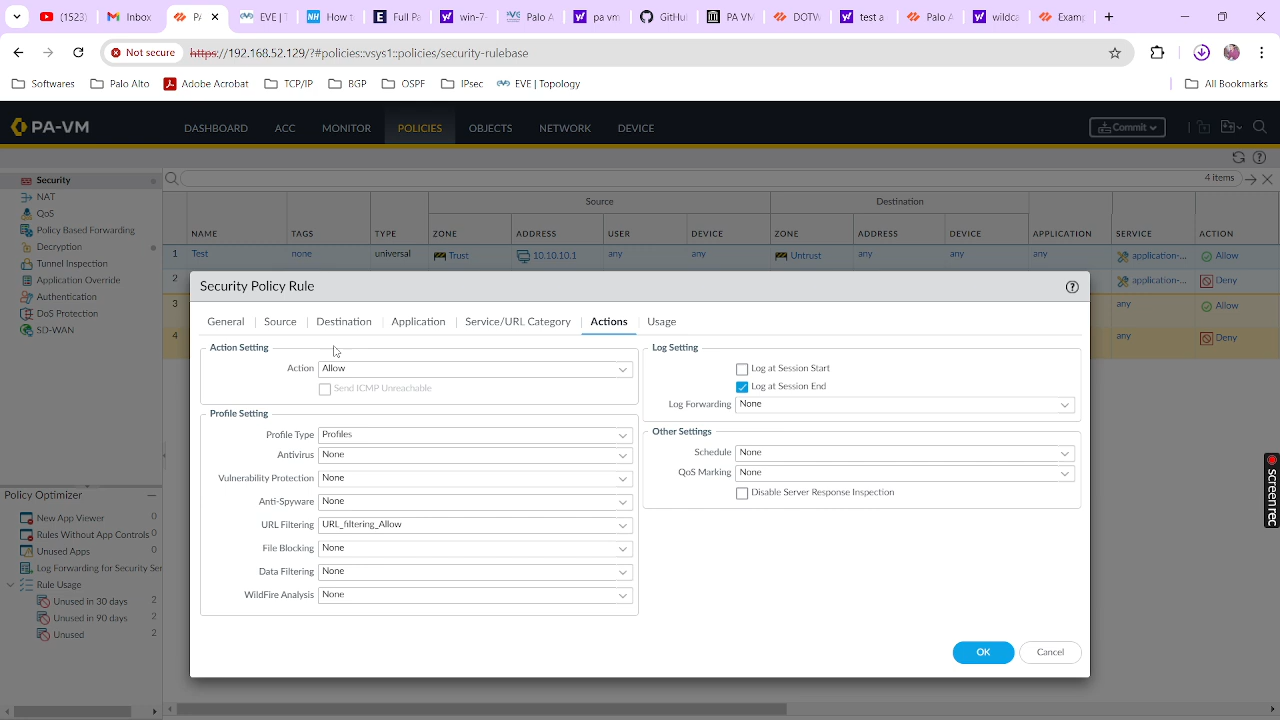 (1523)
Inbox
PA-V
EVE |
How t
Full Pa
win-
Palo A
pa vm
GitHu
PA VM
DOTV
test a
Palo A
wildc
Exam
Not secure
https://192.168.52.129/?#policies::vsys1::policies/security-rulebase
Softwares
Palo Alto
Adobe Acrobat
TCP/IP
BGP
OSPF
IPsec
EVE | Topology
All Bookmarks
PA-VM
DASHBOARD
ACC
MONITOR
POLICIES
OBJECTS
NETWORK
DEVICE
Commit
Security
NAT
QoS
Policy Based Forwarding
Decryption
Tunnel Inspection
Application Override
Authentication
DoS Protection
SD-WAN
4 items
Source
Destination
NAME
TAGS
TYPE
ZONE
ADDRESS
USER
DEVICE
ZONE
ADDRESS
DEVICE
APPLICATION
SERVICE
ACTION
1 Test none universal Trust 10.10.10.1 any any Untrust any any any application-... Allow
2 application-... Deny
3 any Allow
4 any Deny
Security Policy Rule
General
Source
Destination
Application
Service/URL Category
Actions
Usage
Action Setting
Action Allow
Send ICMP Unreachable
Profile Setting
Profile Type Profiles
Antivirus None
Vulnerability Protection None
Anti-Spyware None
URL Filtering URL_filtering_Allow
File Blocking None
Data Filtering None
WildFire Analysis None
Log Setting
Log at Session Start
Log at Session End
Log Forwarding None
Other Settings
Schedule None
QoS Marking None
Disable Server Response Inspection
OK
Cancel
Policy Optimizer
New App Viewer 0
Rules Without App Controls 0
Unused Apps 0
Log Forwarding for Security Ser
Rule Usage
Unused in 30 days 2
Unused in 90 days 2
Unused 2
screenrec